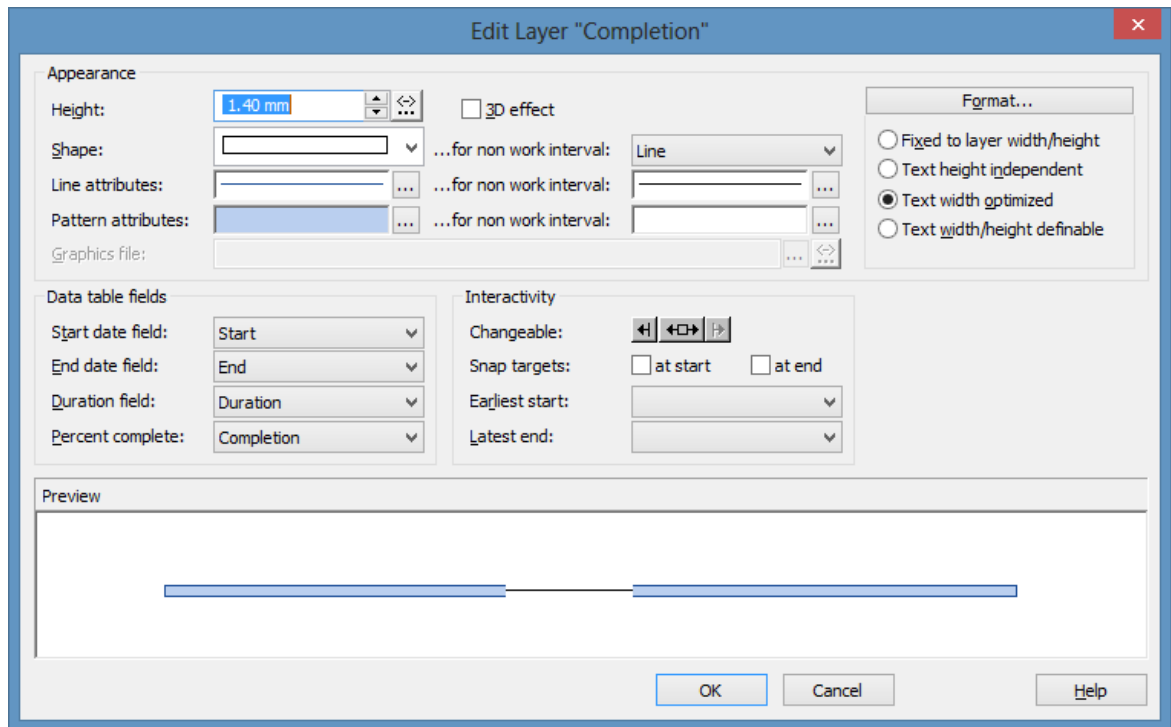 Edit Layer "Completion"
Appearance
Height: 1.40 mm 3D effect
Shape: ...for non work interval: Line
Line attributes: ... ...for non work interval: ...
Pattern attributes: ... ...for non work interval: ...
Graphics file: ...
Format...
Fixed to layer width/height
Text height independent
Text width optimized
Text width/height definable
Data table fields
Start date field: Start
End date field: End
Duration field: Duration
Percent complete: Completion
Interactivity
Changeable:
Snap targets: at start at end
Earliest start:
Latest end:
Preview
OK Cancel Help